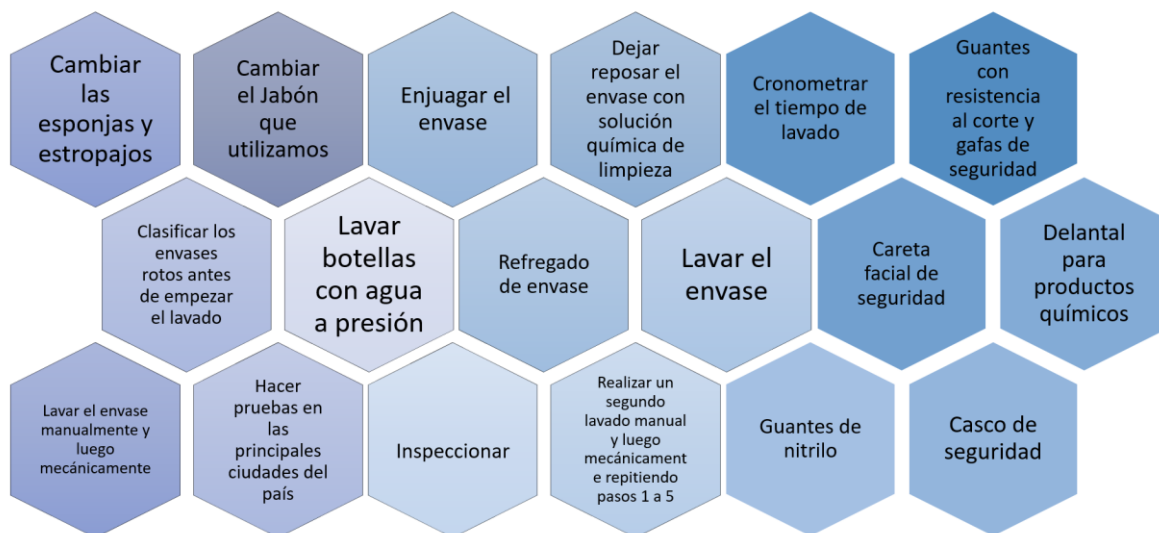 Cambiar
las
esponjas y
estropajos
Cambiar
el Jabón
que
utilizamos
Enjuagar el
envase
Dejar
reposar el
envase con
solución
química de
limpieza
Cronometrar
el tiempo de
lavado
Guantes
con
resistencia
al corte y
gafas de
seguridad
Clasificar los
envases
rotos antes
de empezar
el lavado
Lavar
botellas
con agua
a presión
Refregado
de envase
Lavar el
envase
Careta
facial de
seguridad
Delantal
para
productos
químicos
Lavar el envase
manualmente y
luego
mecánicamente
Hacer
pruebas en
las
principales
ciudades del
país
Inspeccionar
Realizar un
segundo
lavado manual
y luego
mecánicament
e repitiendo
pasos 1 a 5
Guantes de
nitrilo
Casco de
seguridad